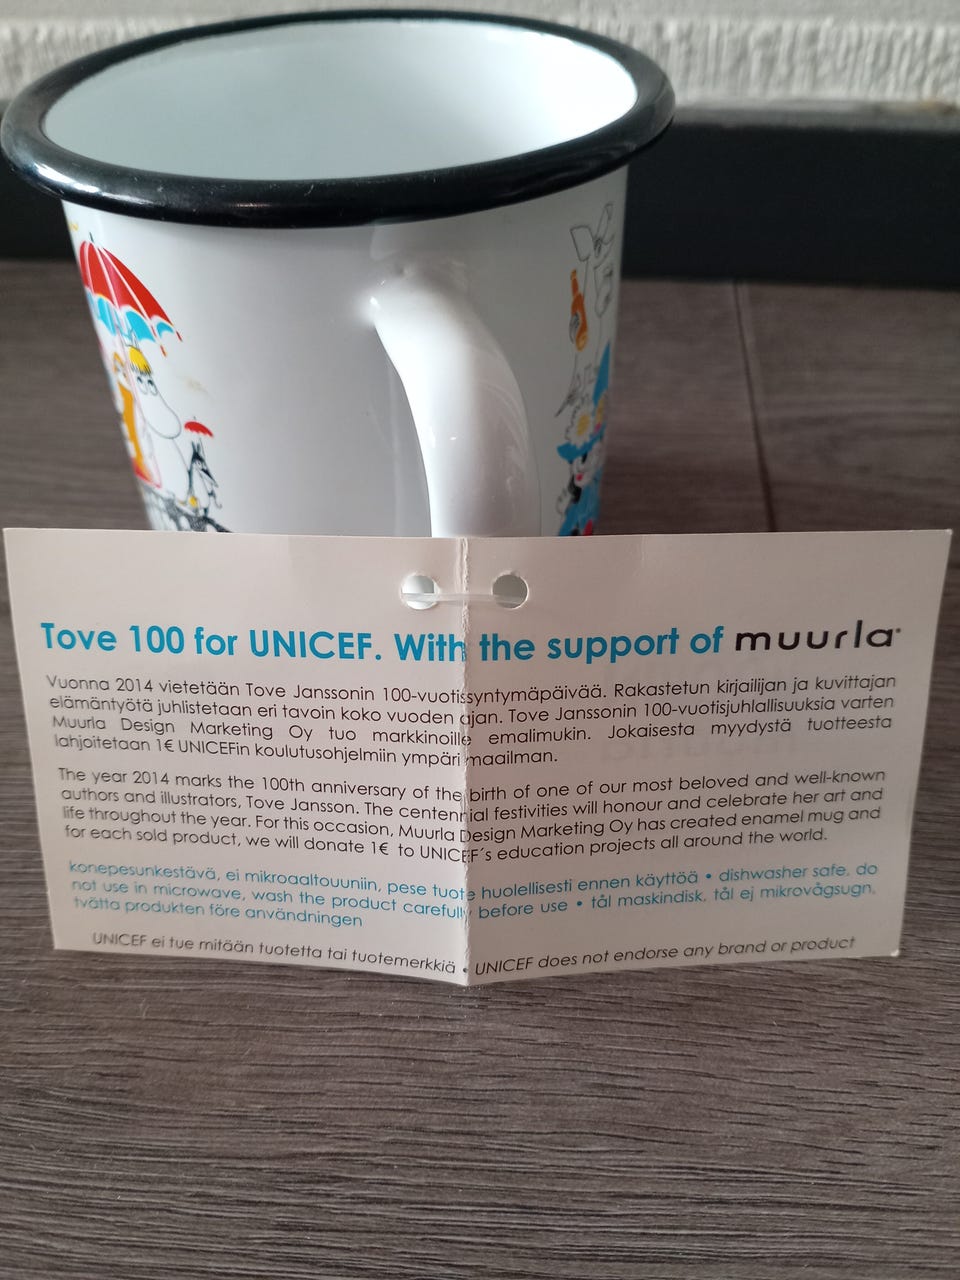 Tove 100 for UNICEF. With the support of muurla
Vuonna 2014 vietetään Tove Janssonin 100-vuotissyntymäpäivää. Rakastetun kirjailijan ja kuvittajan
elämäntyötä juhlistetaan eri tavoin koko vuoden ajan. Tove Janssonin 100-vuotisjuhlallisuuksia varten
Muurla Design Marketing Oy tuo markkinoille emalimukin. Jokaisesta myydystä tuotteesta
lahjoitetaan 1€ UNICEFin koulutusohjelmiin ympäri maailman.
The year 2014 marks the 100th anniversary of the birth of one of our most beloved and well-known
authors and illustrators, Tove Jansson. The centennial festivities will honour and celebrate her art and
life throughout the year. For this occasion, Muurla Design Marketing Oy has created enamel mug and
for each sold product, we will donate 1€ to UNICEF´s education projects all around the world.
konepesunkestävä, ei mikroaaltouuniin, pese tuote huolellisesti ennen käyttöä • dishwasher safe, do
not use in microwave, wash the product carefully before use • tål maskindisk, tål ej mikrovågsugn,
tvätta produkten före användningen
UNICEF ei tue mitään tuotetta tai tuotemerkkiä • UNICEF does not endorse any brand or product